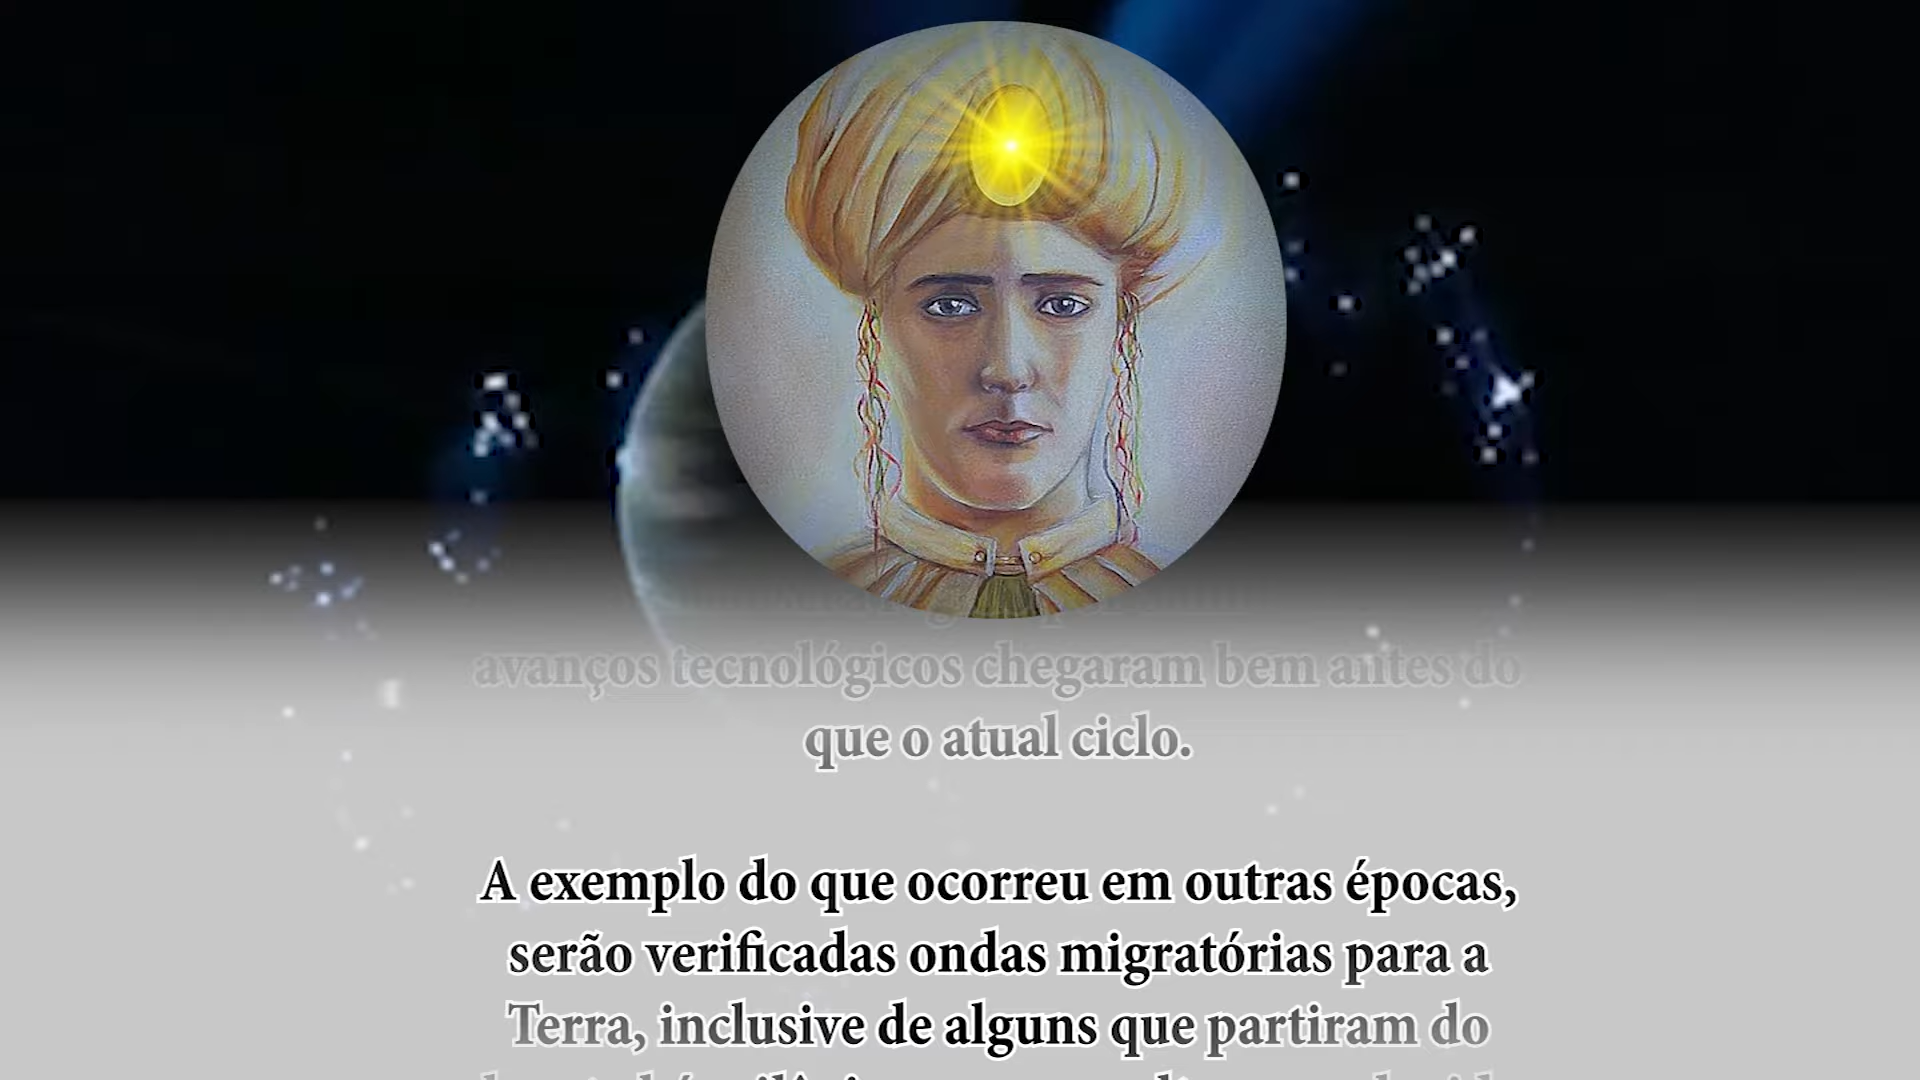 avanços tecnológicos chegaram bem antes do
que o atual ciclo.
A exemplo do que ocorreu em outras épocas,
serão verificadas ondas migratórias para a
Terra, inclusive de alguns que partiram do